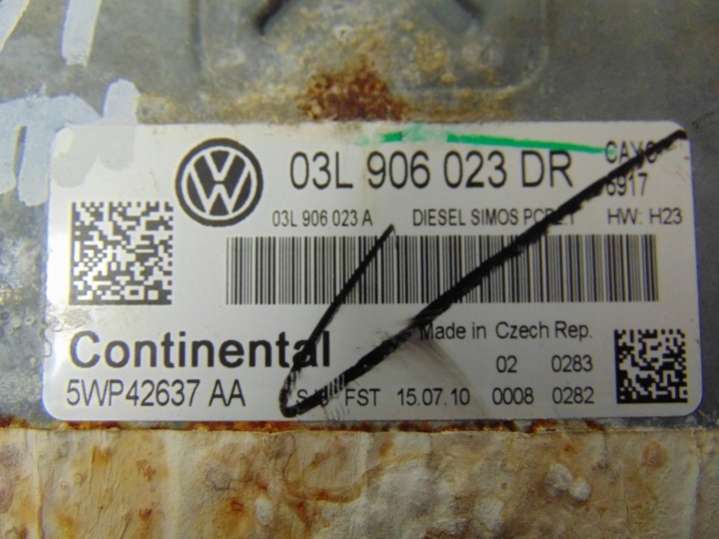 03L 906 023 DR CAYC
6917
03L 906 023 A DIESEL SIMOS PCR2.1 HW: H23
Continental
Made in Czech Rep.
5WP42637 AA
02 0283
FST 15.07.10 0008 0282